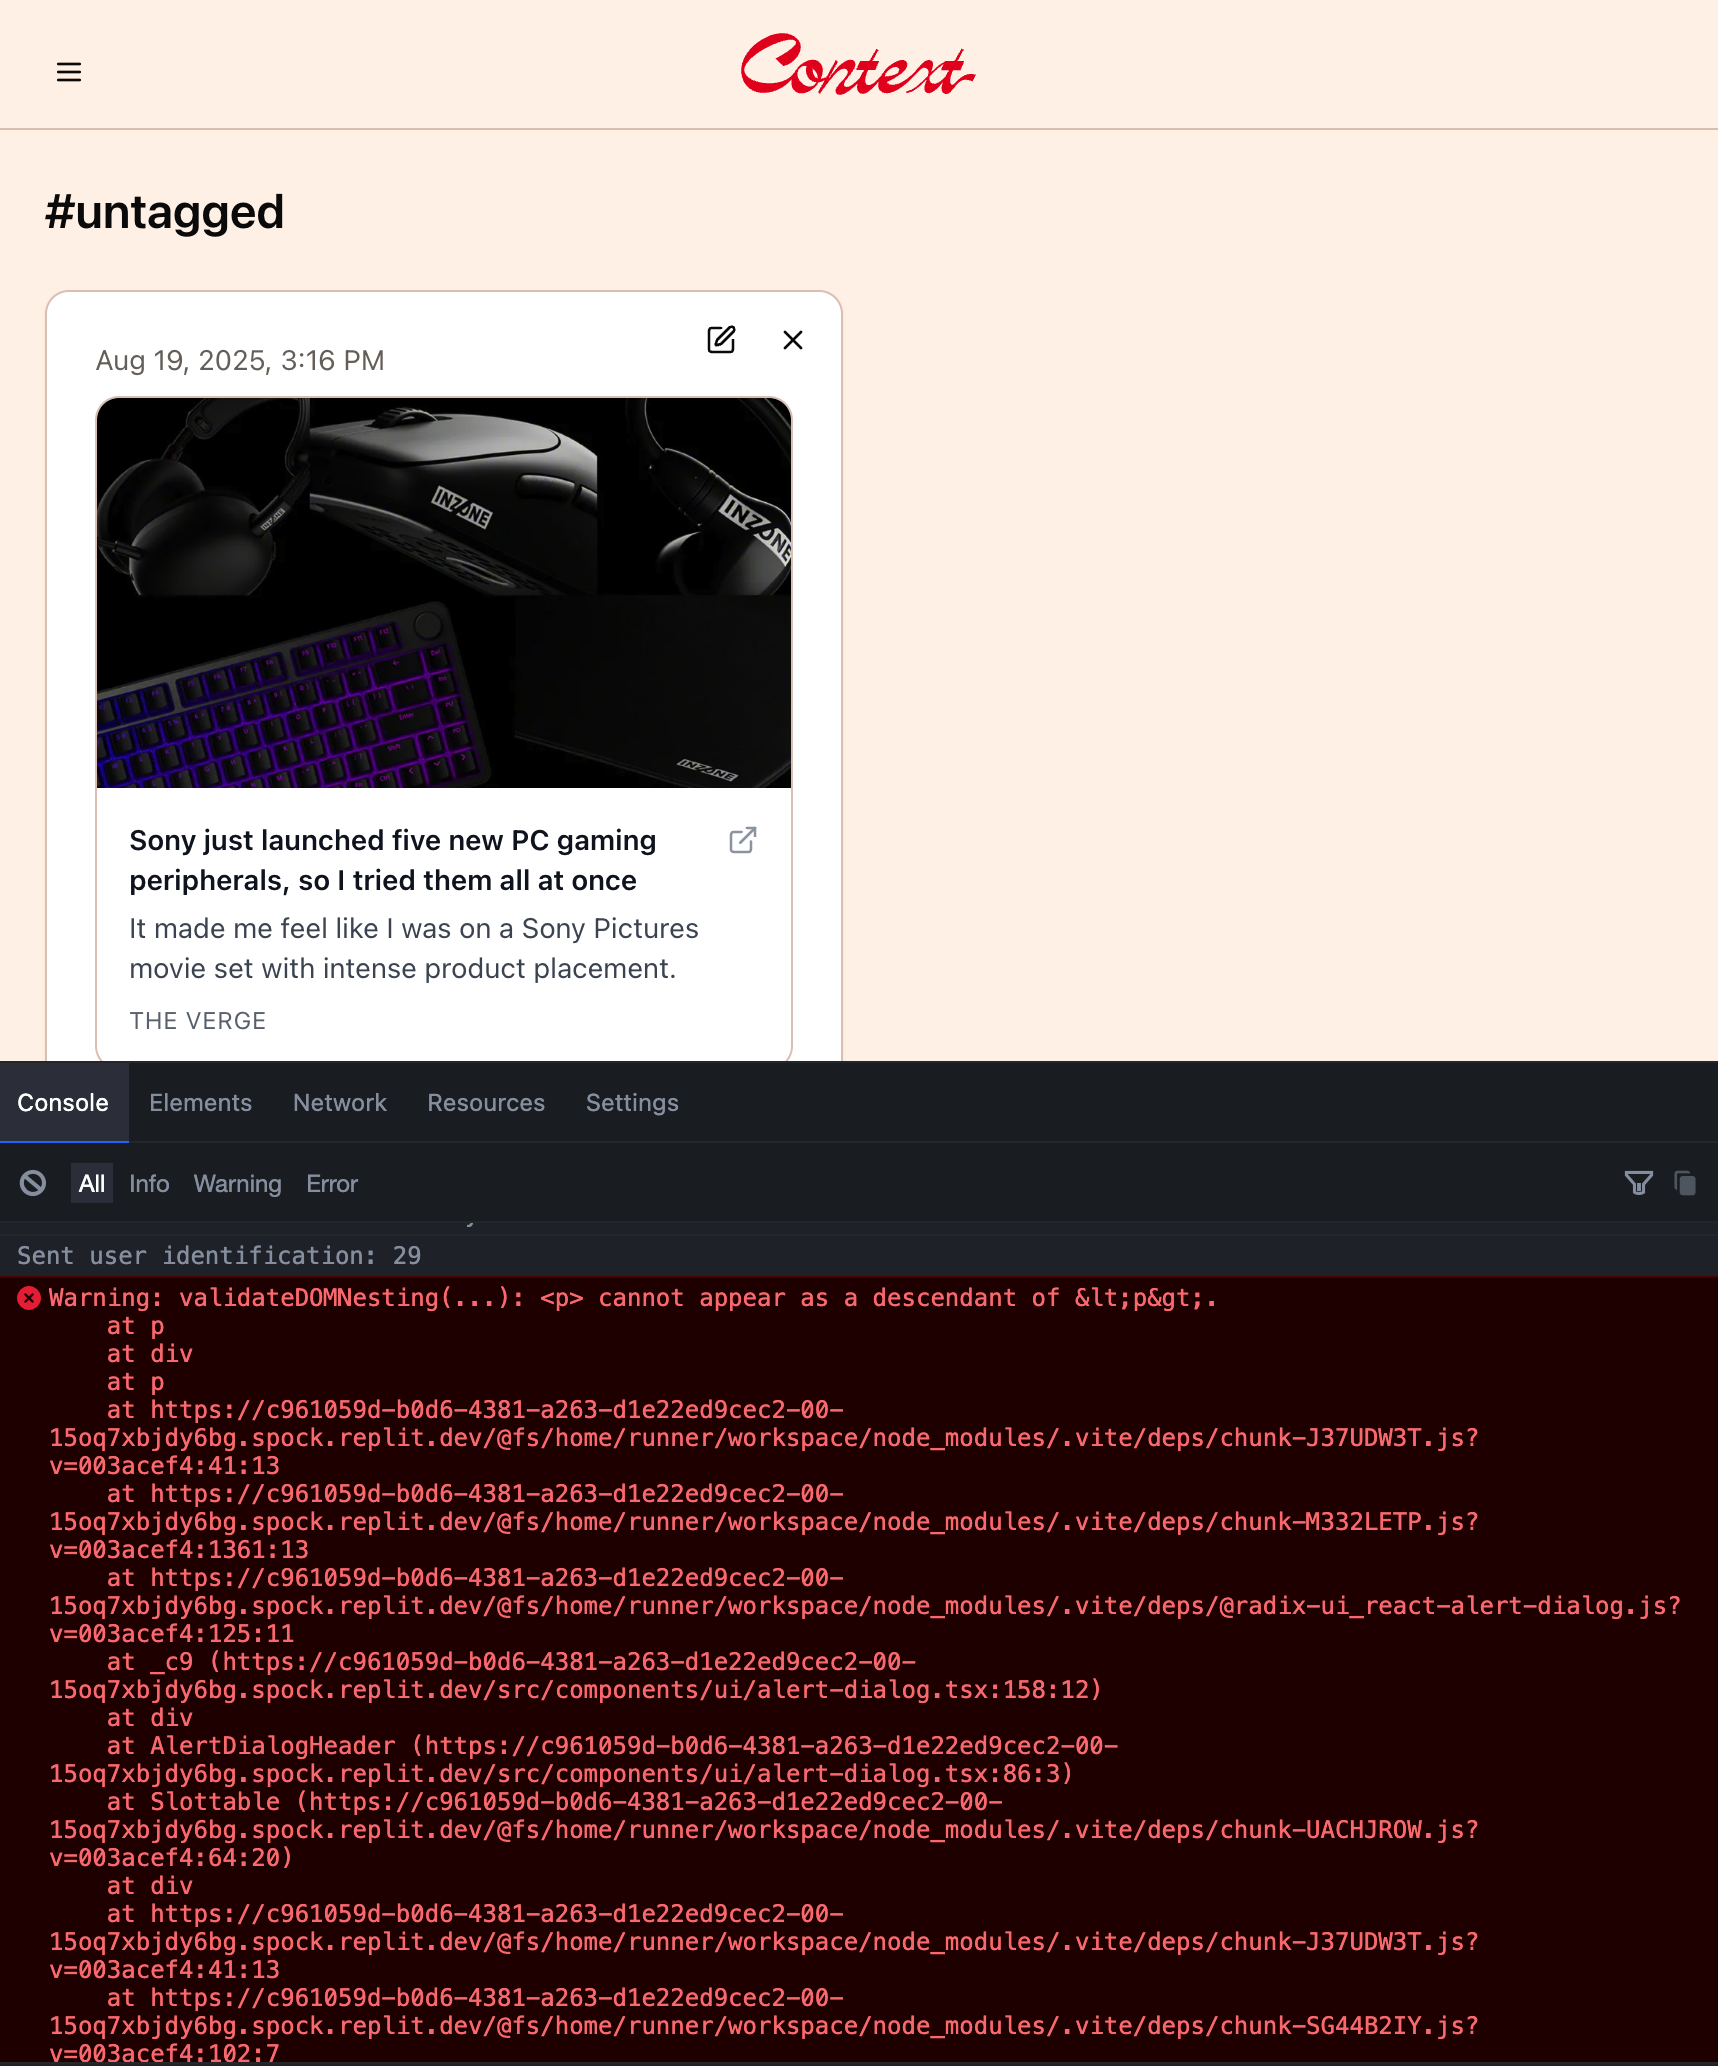 Context
#untagged
Aug 19, 2025, 3:16 PM
INZONE
INZONE
INZONE
INZONE
Sony just launched five new PC gaming
peripherals, so I tried them all at once
It made me feel like I was on a Sony Pictures
movie set with intense product placement.
THE VERGE
Console Elements Network Resources Settings
All Info Warning Error
Sent user identification: 29
Warning: validateDOMNesting(...): <p> cannot appear as a descendant of &lt;p&gt;.
at p
at div
at p
at https://c961059d-b0d6-4381-a263-d1e22ed9cec2-00-
15oq7xbjdy6bg.spock.replit.dev/@fs/home/runner/workspace/node_modules/.vite/deps/chunk-J37UDW3T.js?
v=003acef4:41:13
at https://c961059d-b0d6-4381-a263-d1e22ed9cec2-00-
15oq7xbjdy6bg.spock.replit.dev/@fs/home/runner/workspace/node_modules/.vite/deps/chunk-M332LETP.js?
v=003acef4:1361:13
at https://c961059d-b0d6-4381-a263-d1e22ed9cec2-00-
15oq7xbjdy6bg.spock.replit.dev/@fs/home/runner/workspace/node_modules/.vite/deps/@radix-ui_react-alert-dialog.js?
v=003acef4:125:11
at _c9 (https://c961059d-b0d6-4381-a263-d1e22ed9cec2-00-
15oq7xbjdy6bg.spock.replit.dev/src/components/ui/alert-dialog.tsx:158:12)
at div
at AlertDialogHeader (https://c961059d-b0d6-4381-a263-d1e22ed9cec2-00-
15oq7xbjdy6bg.spock.replit.dev/src/components/ui/alert-dialog.tsx:86:3)
at Slottable (https://c961059d-b0d6-4381-a263-d1e22ed9cec2-00-
15oq7xbjdy6bg.spock.replit.dev/@fs/home/runner/workspace/node_modules/.vite/deps/chunk-UACHJROW.js?
v=003acef4:64:20)
at div
at https://c961059d-b0d6-4381-a263-d1e22ed9cec2-00-
15oq7xbjdy6bg.spock.replit.dev/@fs/home/runner/workspace/node_modules/.vite/deps/chunk-J37UDW3T.js?
v=003acef4:41:13
at https://c961059d-b0d6-4381-a263-d1e22ed9cec2-00-
15oq7xbjdy6bg.spock.replit.dev/@fs/home/runner/workspace/node_modules/.vite/deps/chunk-SG44B2IY.js?
v=003acef4:102:7